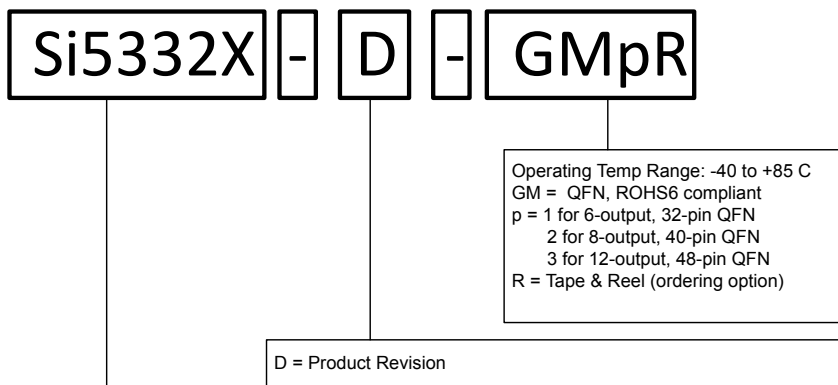 Si5332X - D - GMpR
Operating Temp Range: -40 to +85 C
GM = QFN, ROHS6 compliant
p = 1 for 6-output, 32-pin QFN
2 for 8-output, 40-pin QFN
3 for 12-output, 48-pin QFN
R = Tape & Reel (ordering option)
D = Product Revision